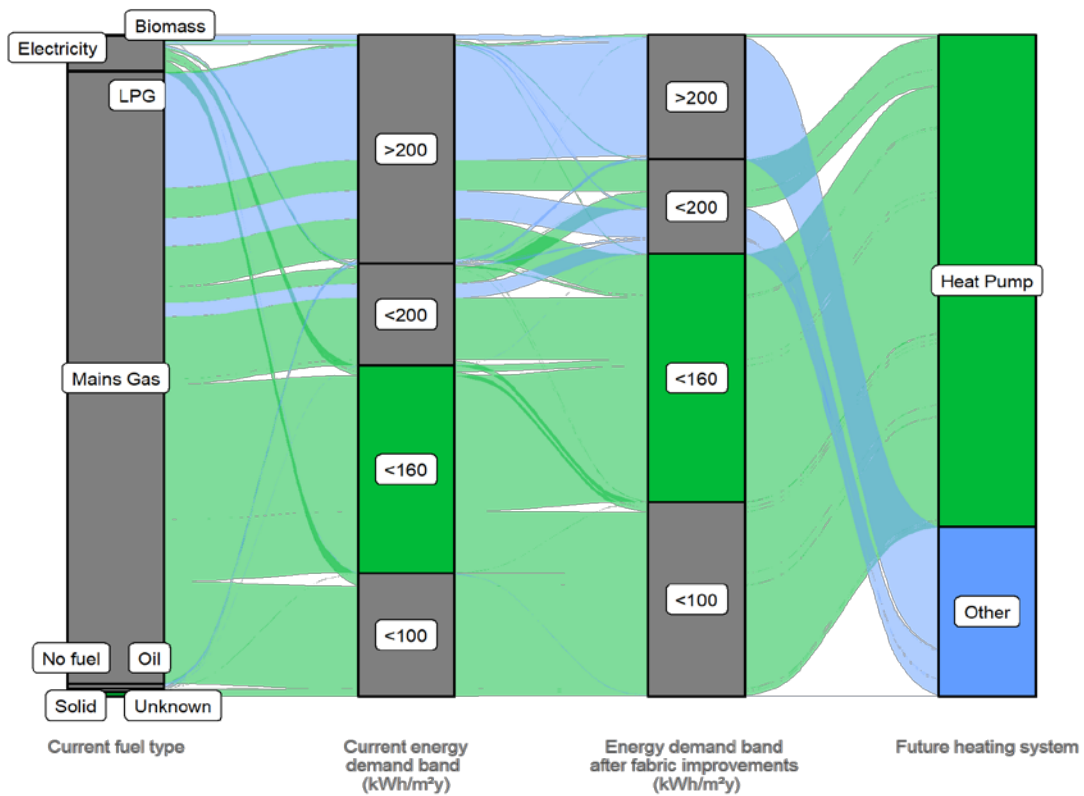 Biomass
Electricity
LPG
Mains Gas
No fuel
Oil
Solid
Unknown
>200
<200
<160
<100
>200
<200
<160
<100
Heat Pump
Other
Current fuel type
Current energy
demand band
(kWh/m²y)
Energy demand band
after fabric improvements
(kWh/m²y)
Future heating system